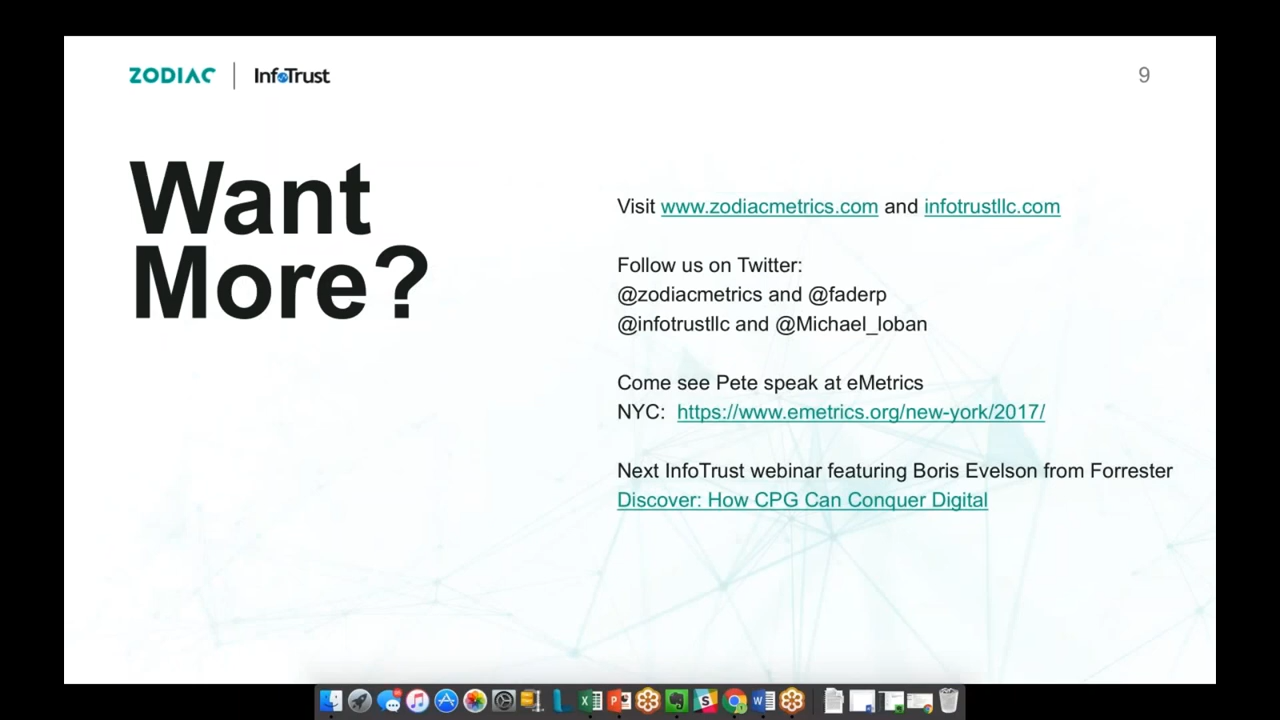 ZODIAC | InfoTrust
9
Want
More?
Visit www.zodiacmetrics.com and infotrustllc.com
Follow us on Twitter:
@zodiacmetrics and @faderp
@infotrustllc and @Michael_loban
Come see Pete speak at eMetrics
NYC: https://www.emetrics.org/new-york/2017/
Next InfoTrust webinar featuring Boris Evelson from Forrester
Discover: How CPG Can Conquer Digital